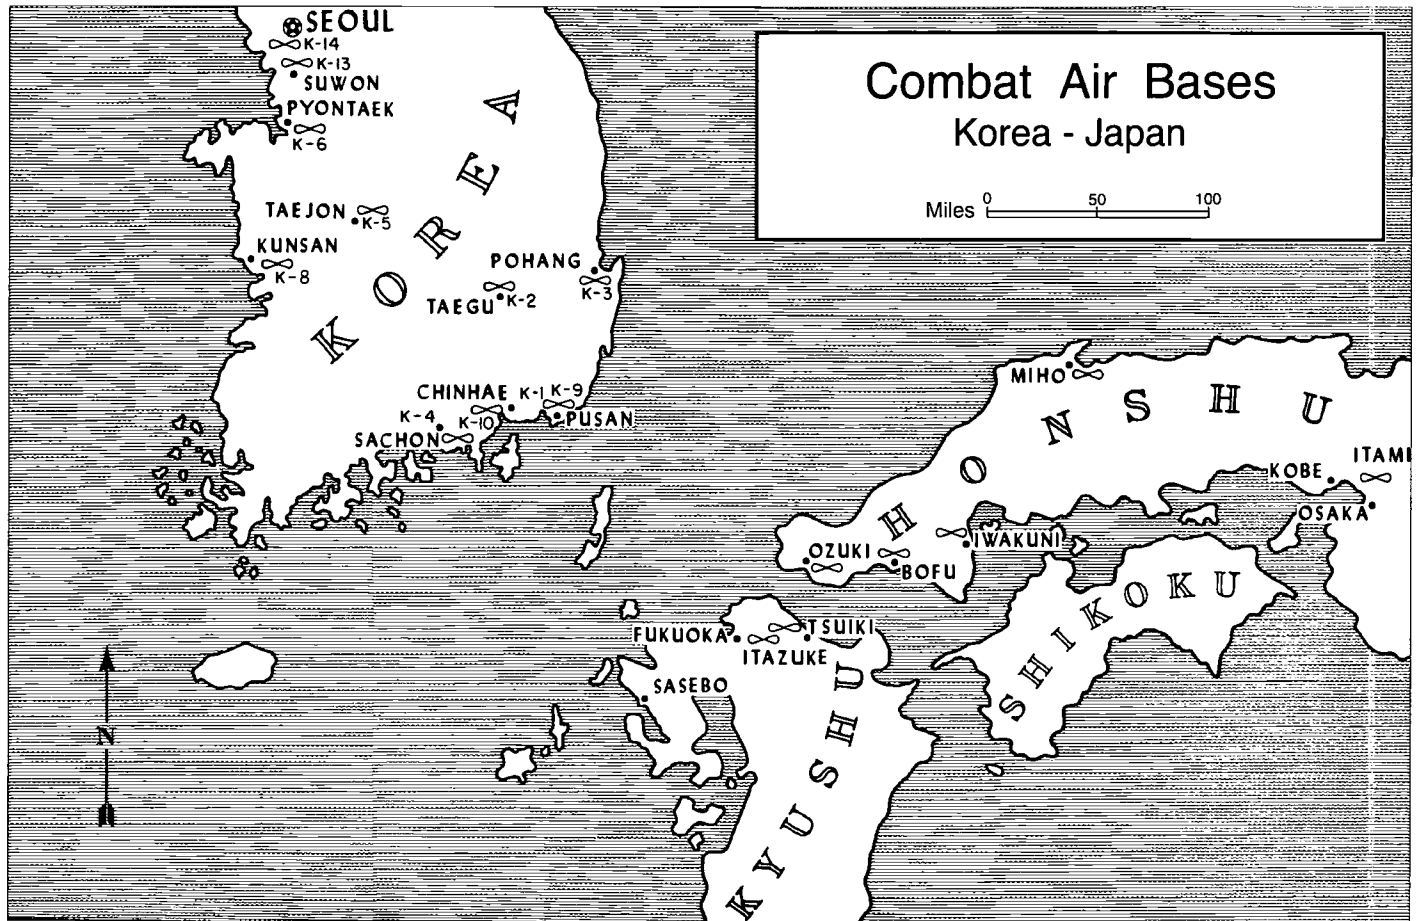 SEOUL
K-14
K-13
SUWON
PYONTAEK
K-6
TAEJON
K-5
KUNSAN
K-8
POHANG
K-3
TAEGU K-2
KOREA
CHINHAE K-1 K-9
K-4 K-10 PUSAN
SACHON
Combat Air Bases
Korea - Japan
Miles 0 50 100
MIHO
HONSHU
KOBE
ITAMI
OSAKA
IWAKUNI
OZUKI
BOFU
SHIKOKU
FUKUOKA
TSUIKI
ITAZUKE
SASEBO
KYUSHU
N